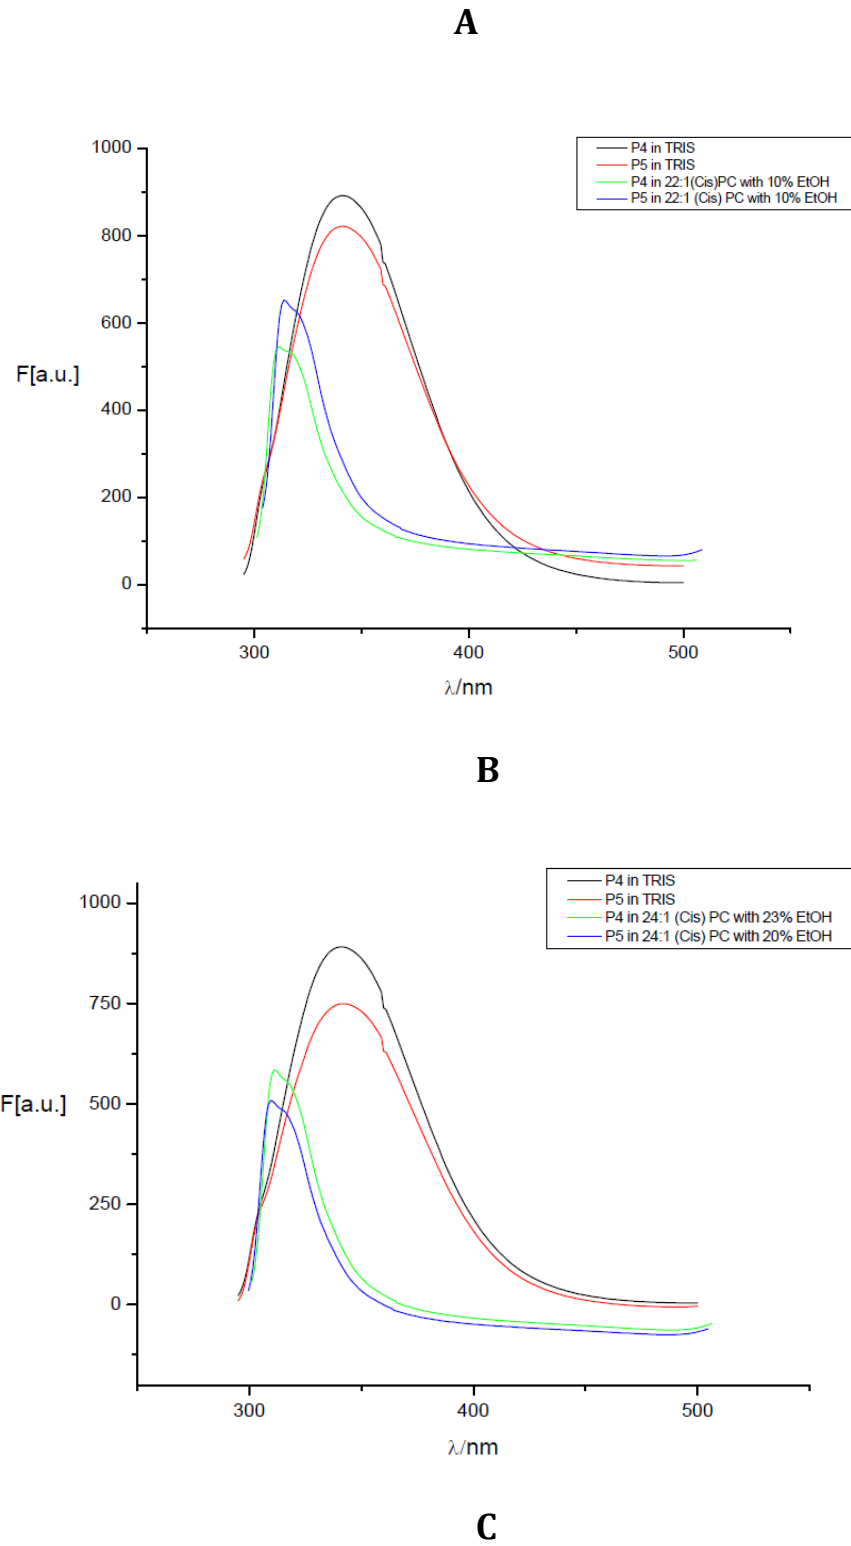 A
1000
800
600
400
200
0
F[a.u.]
300
400
500
λ/nm
P4 in TRIS
P5 in TRIS
P4 in 22:1(Cis)PC with 10% EtOH
P5 in 22:1 (Cis) PC with 10% EtOH
B
1000
750
500
250
0
F[a.u.]
300
400
500
λ/nm
P4 in TRIS
P5 in TRIS
P4 in 24:1 (Cis) PC with 23% EtOH
P5 in 24:1 (Cis) PC with 20% EtOH
C